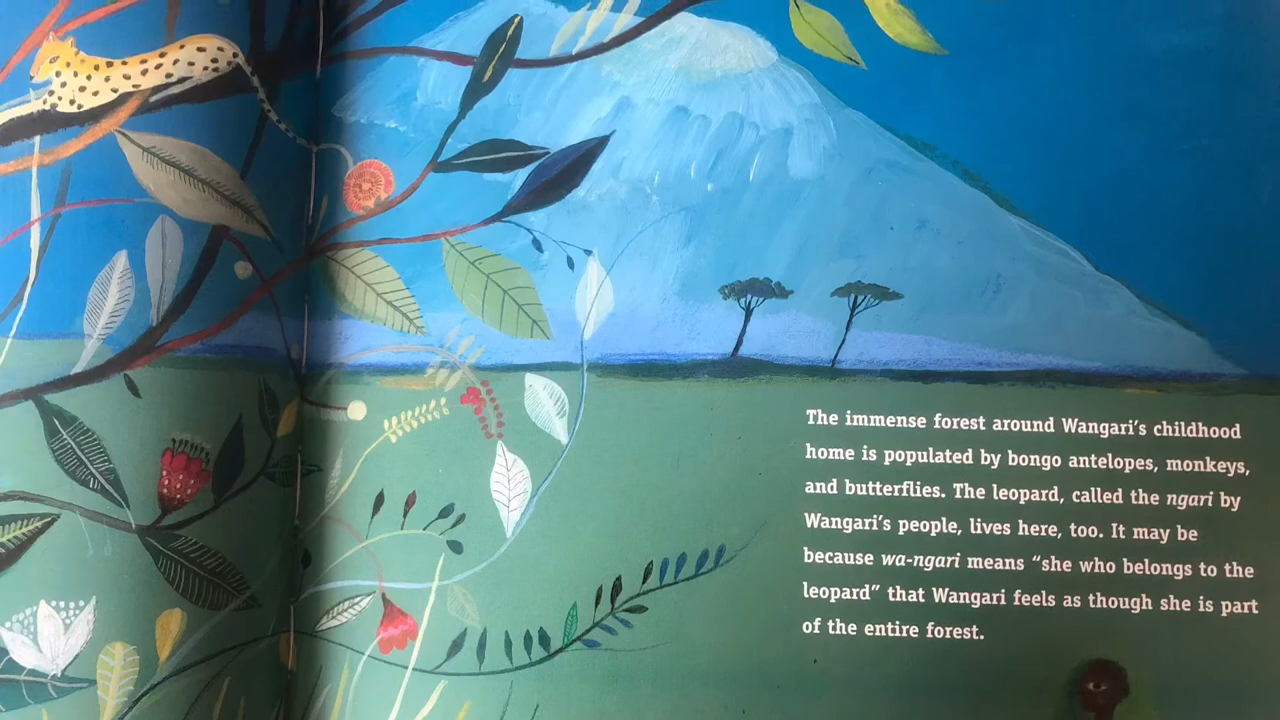 The immense forest around Wangari's childhood
home is populated by bongo antelopes, monkeys,
and butterflies. The leopard, called the ngari by
Wangari's people, lives here, too. It may be
because wa-ngari means “she who belongs to the
leopard” that Wangari feels as though she is part
of the entire forest.